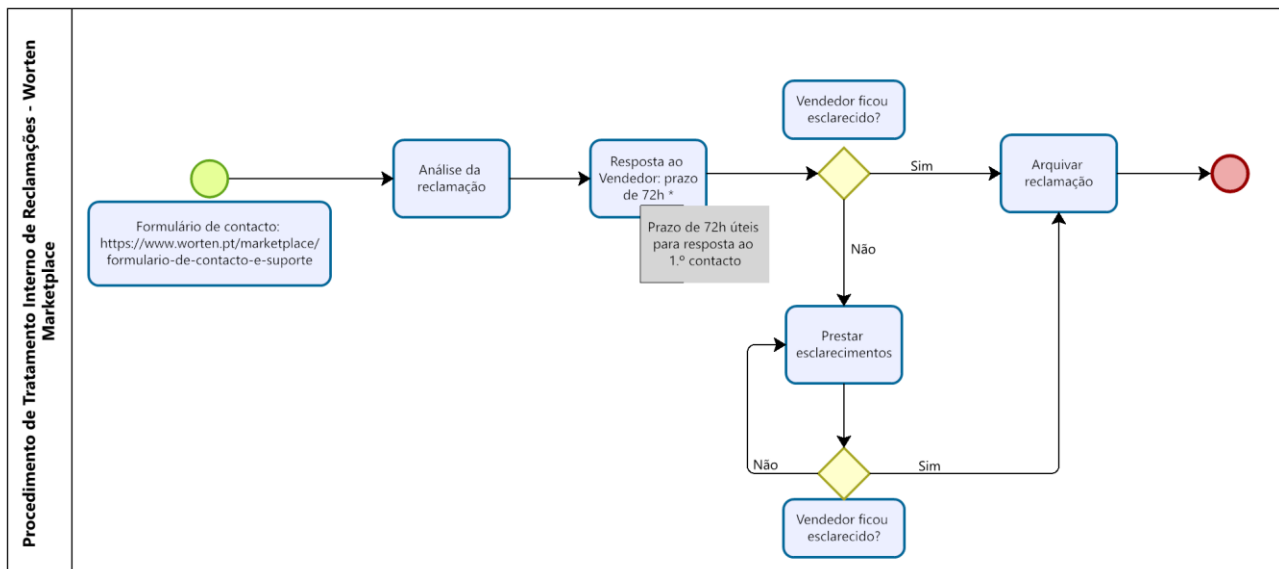 Procedimento de Tratamento Interno de Reclamações - Worten
Marketplace
Formulário de contacto:
https://www.worten.pt/marketplace/
formulario-de-contacto-e-suporte
Análise da
reclamação
Resposta ao
Vendedor: prazo
de 72h *
Prazo de 72h úteis
para resposta ao
1.º contacto
Vendedor ficou
esclarecido?
Sim
Não
Arquivar
reclamação
Prestar
esclarecimentos
Não
Sim
Vendedor ficou
esclarecido?